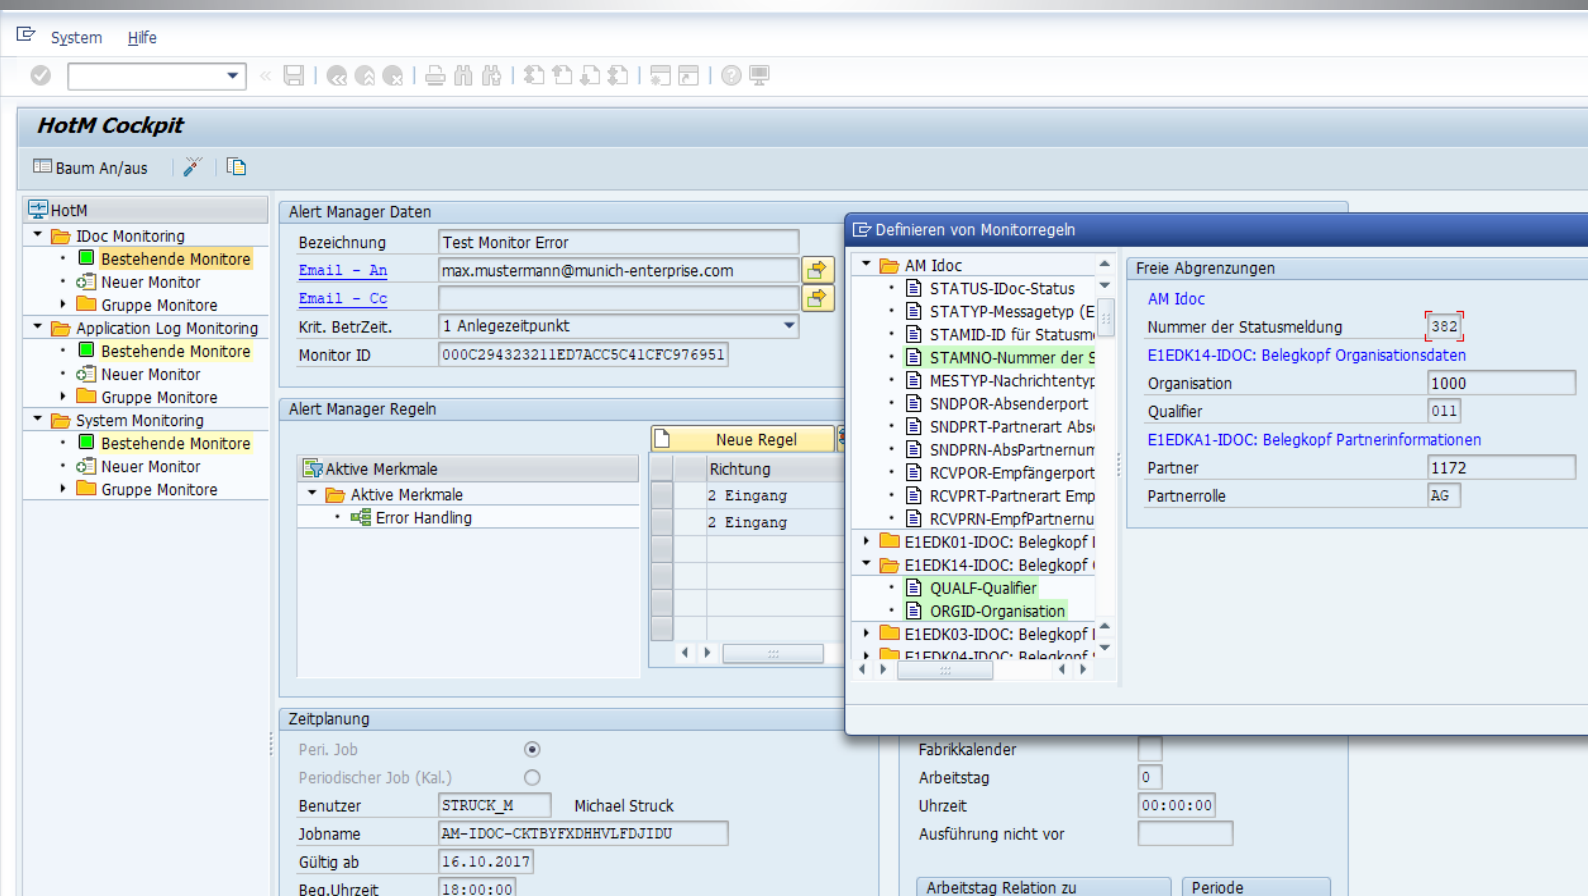 System Hilfe
HotM Cockpit
Baum An/aus
HotM
IDoc Monitoring
Bestehende Monitore
Neuer Monitor
Gruppe Monitore
Application Log Monitoring
Bestehende Monitore
Neuer Monitor
Gruppe Monitore
System Monitoring
Bestehende Monitore
Neuer Monitor
Gruppe Monitore
Alert Manager Daten
Bezeichnung Test Monitor Error
Email - An max.mustermann@munich-enterprise.com
Email - Cc
Krit. BetrZeit. 1 Anlegezeitpunkt
Monitor ID 000C294323211ED7ACC5C41CFC976951
Alert Manager Regeln
Neue Regel
Aktive Merkmale
Aktive Merkmale
Error Handling
Richtung
2 Eingang
2 Eingang
Zeitplanung
Peri. Job
Periodischer Job (Kal.)
Benutzer STRUCK_M Michael Struck
Jobname AM-IDOC-CKTBYFXDHHVLFDJIDU
Gültig ab 16.10.2017
Beg.Uhrzeit 18:00:00
Definieren von Monitorregeln
AM Idoc
STATUS-IDoc-Status
STATYP-Messagetyp (E
STAMID-ID für Statusm
STAMNO-Nummer der S
MESTYP-Nachrichtentyp
SNDPOR-Absenderport
SNDPRT-Partnerart Abs
SNDPRN-AbsPartnernum
RCVPOR-Empfängerport
RCVPRT-Partnerart Emp
RCVPRN-EmpfPartnernu
E1EDK01-IDOC: Belegkopf
E1EDK14-IDOC: Belegkopf
QUALF-Qualifier
ORGID-Organisation
E1EDK03-IDOC: Belegkopf
E1EDK04-IDOC: Belegkopf
Freie Abgrenzungen
AM Idoc
Nummer der Statusmeldung 382
E1EDK14-IDOC: Belegkopf Organisationsdaten
Organisation 1000
Qualifier 011
E1EDKA1-IDOC: Belegkopf Partnerinformationen
Partner 1172
Partnerrolle AG
Fabrikkalender
Arbeitstag 0
Uhrzeit 00:00:00
Ausführung nicht vor
Arbeitstag Relation zu Periode